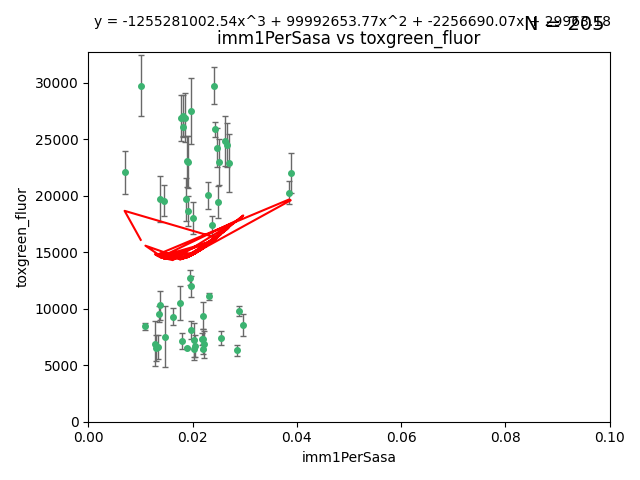 y = -1255281002.54x^3 + 99992653.77x^2 + -2256690.07x +
N = 205
imm1PerSasa vs toxgreen_fluor
30000
25000
20000
15000
10000
5000
0
toxgreen_fluor
0.00 0.02 0.04 0.06 0.08 0.10
imm1PerSasa